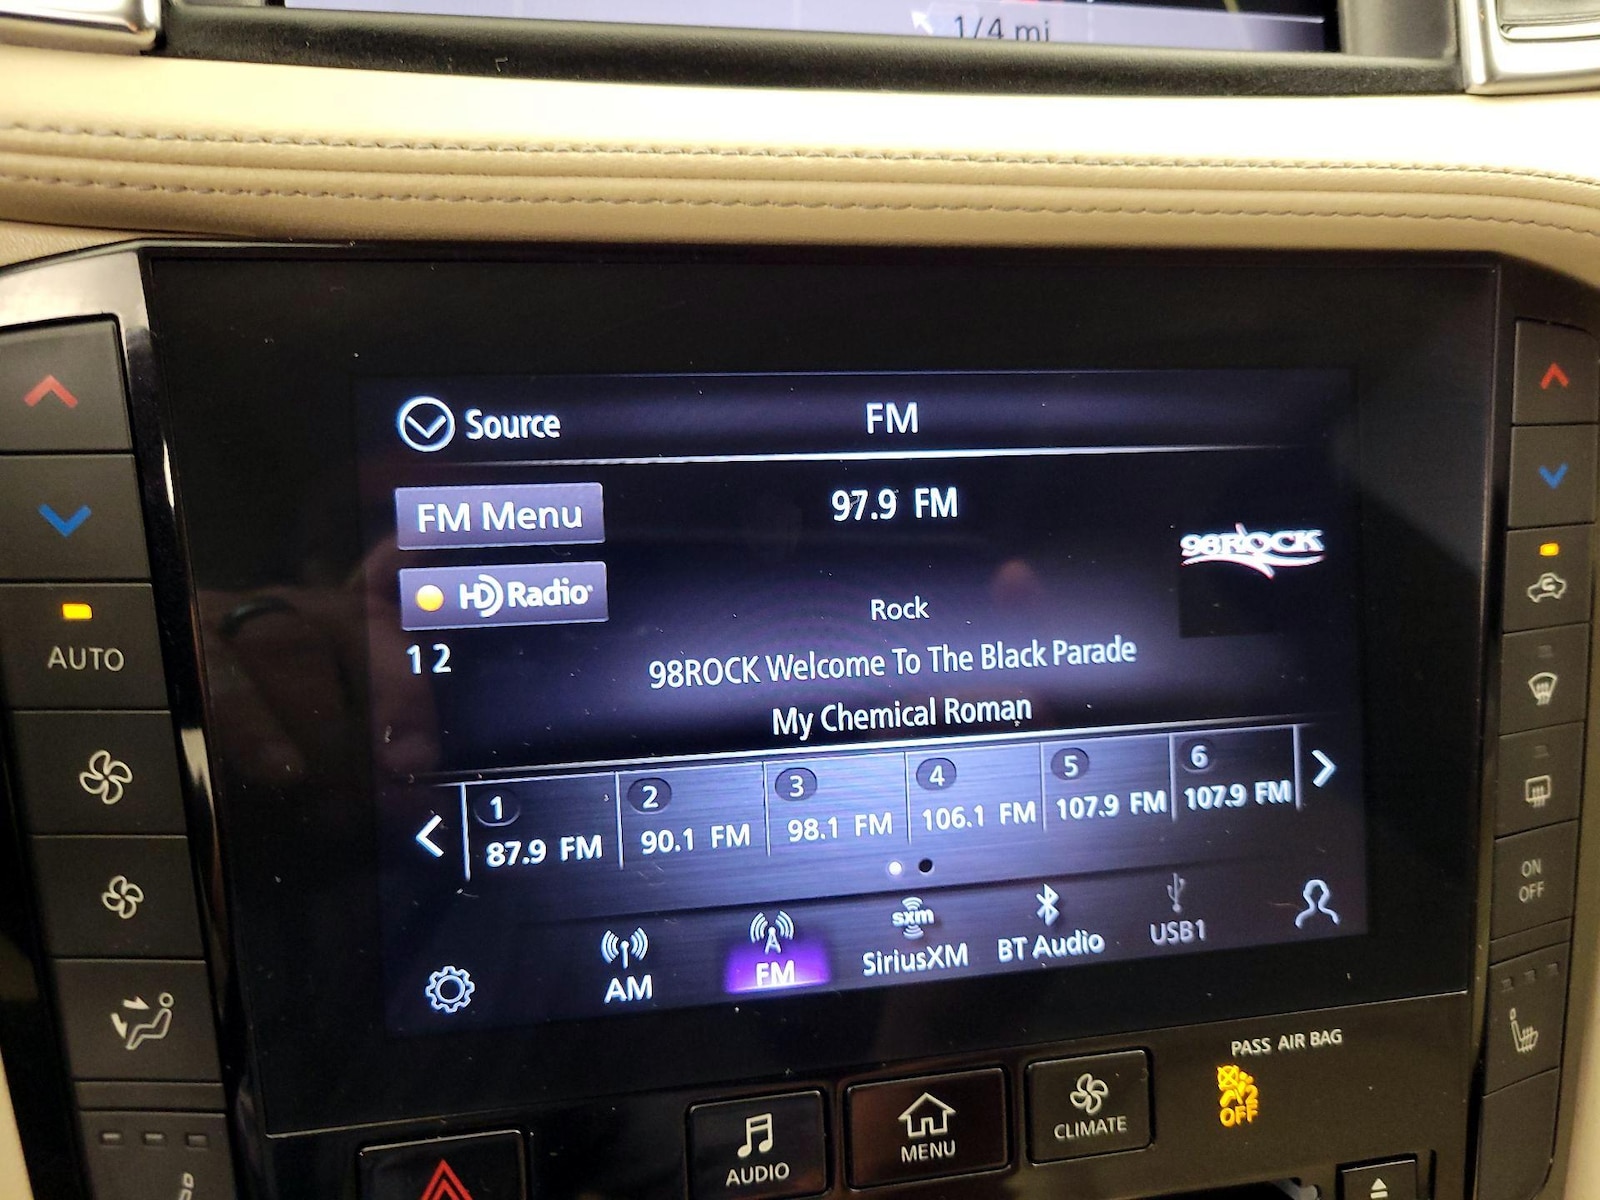 1/4 mi
Source
FM
FM Menu
97.9 FM
98ROCK
HD Radio
Rock
1 2
98ROCK Welcome To The Black Parade
My Chemical Roman
1 2 3 4 5 6
87.9 FM 90.1 FM 98.1 FM 106.1 FM 107.9 FM 107.9 FM
AM FM sxm SiriusXM BT Audio USB1
AUTO
ON
OFF
PASS AIR BAG
2
OFF
AUDIO
MENU
CLIMATE